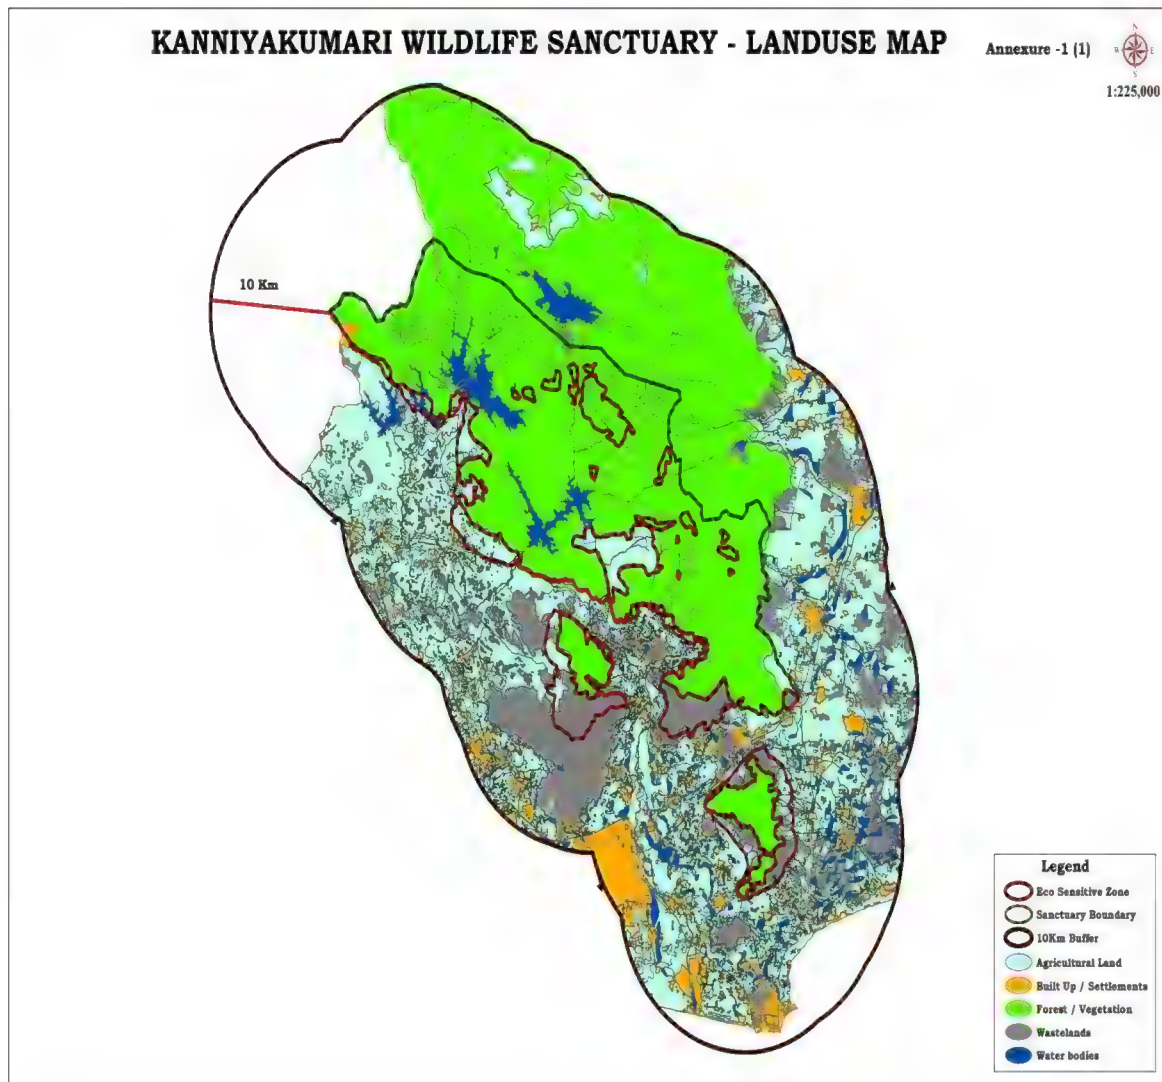 KANNIYAKUMARI WILDLIFE SANCTUARY - LANDUSE MAP
Annexure -1 (1)
N
W E
S
1:225,000
10 Km
Legend
Eco Sensitive Zone
Sanctuary Boundary
10Km Buffer
Agricultural Land
Built Up / Settlements
Forest / Vegetation
Wastelands
Water bodies